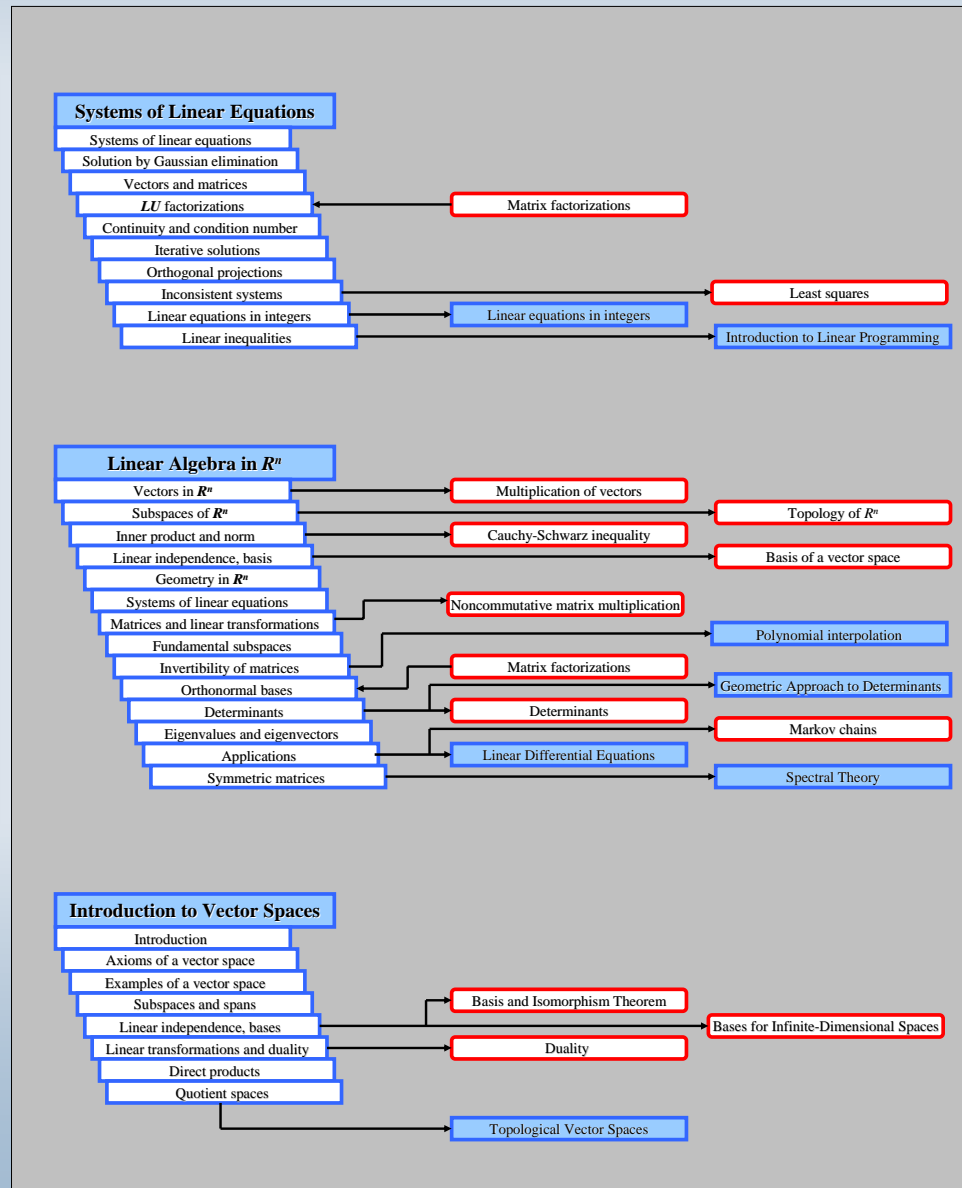 Systems of Linear Equations
Systems of linear equations
Solution by Gaussian elimination
Vectors and matrices
LU factorizations
Matrix factorizations
Continuity and condition number
Iterative solutions
Orthogonal projections
Inconsistent systems
Least squares
Linear equations in integers
Linear equations in integers
Linear inequalities
Introduction to Linear Programming
Linear Algebra in Rⁿ
Vectors in Rⁿ
Multiplication of vectors
Subspaces of Rⁿ
Topology of Rⁿ
Inner product and norm
Cauchy-Schwarz inequality
Linear independence, basis
Basis of a vector space
Geometry in Rⁿ
Systems of linear equations
Noncommutative matrix multiplication
Matrices and linear transformations
Fundamental subspaces
Polynomial interpolation
Invertibility of matrices
Matrix factorizations
Orthonormal bases
Geometric Approach to Determinants
Determinants
Determinants
Eigenvalues and eigenvectors
Markov chains
Applications
Linear Differential Equations
Symmetric matrices
Spectral Theory
Introduction to Vector Spaces
Introduction
Axioms of a vector space
Examples of a vector space
Subspaces and spans
Basis and Isomorphism Theorem
Linear independence, bases
Bases for Infinite-Dimensional Spaces
Linear transformations and duality
Duality
Direct products
Quotient spaces
Topological Vector Spaces